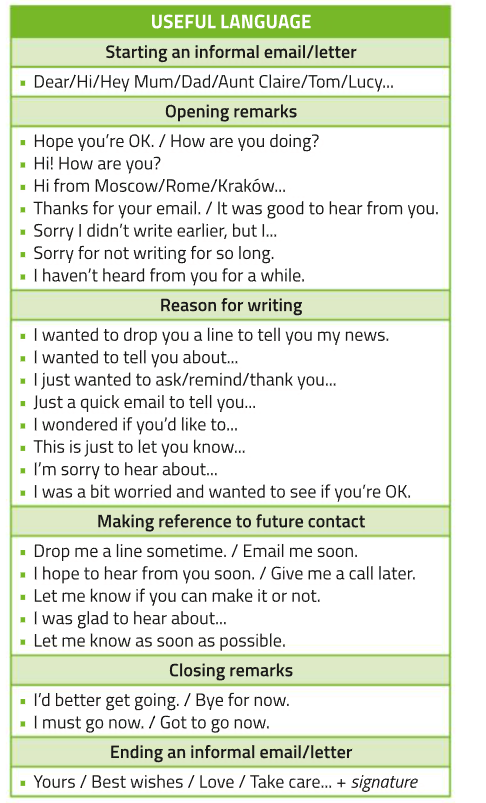 USEFUL LANGUAGE
Starting an informal email/letter
▪ Dear/Hi/Hey Mum/Dad/Aunt Claire/Tom/Lucy...
Opening remarks
▪ Hope you're OK. / How are you doing?
▪ Hi! How are you?
▪ Hi from Moscow/Rome/Kraków...
▪ Thanks for your email. / It was good to hear from you.
▪ Sorry I didn't write earlier, but I...
▪ Sorry for not writing for so long.
▪ I haven't heard from you for a while.
Reason for writing
▪ I wanted to drop you a line to tell you my news.
▪ I wanted to tell you about...
▪ I just wanted to ask/remind/thank you...
▪ Just a quick email to tell you...
▪ I wondered if you'd like to...
▪ This is just to let you know...
▪ I'm sorry to hear about...
▪ I was a bit worried and wanted to see if you're OK.
Making reference to future contact
▪ Drop me a line sometime. / Email me soon.
▪ I hope to hear from you soon. / Give me a call later.
▪ Let me know if you can make it or not.
▪ I was glad to hear about...
▪ Let me know as soon as possible.
Closing remarks
▪ I'd better get going. / Bye for now.
▪ I must go now. / Got to go now.
Ending an informal email/letter
▪ Yours / Best wishes / Love / Take care... + signature